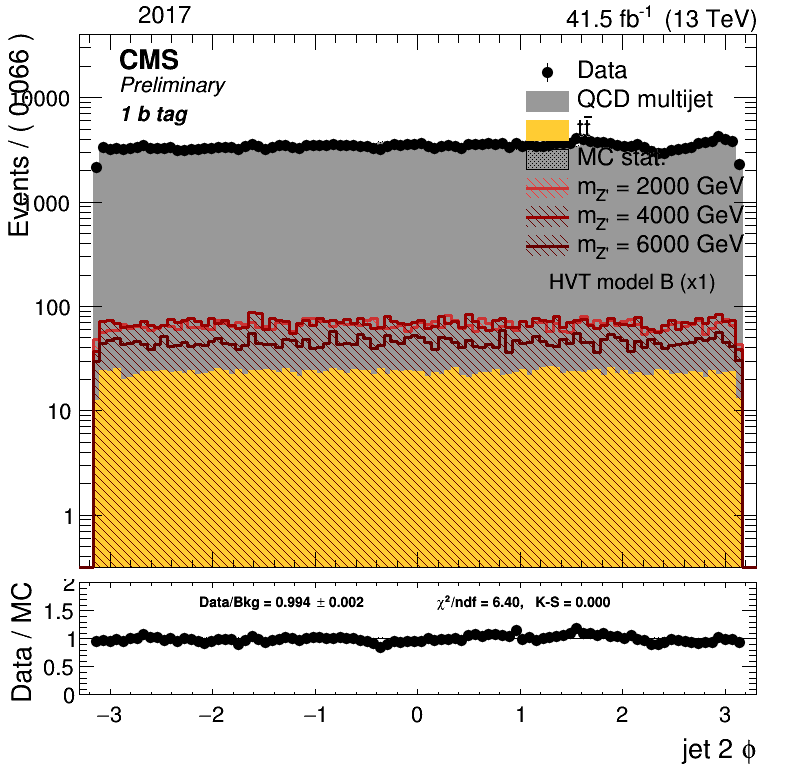 2017
41.5 fb⁻¹ (13 TeV)
Events / ( 0.066 )
CMS
Preliminary
1 b tag
Data
QCD multijet
tt̅
MC stat.
m_Z' = 2000 GeV
m_Z' = 4000 GeV
m_Z' = 6000 GeV
HVT model B (x1)
10000
1000
100
10
1
Data / MC
2
1.5
1
0.5
0
Data/Bkg = 0.994 ± 0.002
χ²/ndf = 6.40, K-S = 0.000
−3 −2 −1 0 1 2 3
jet 2 ϕ